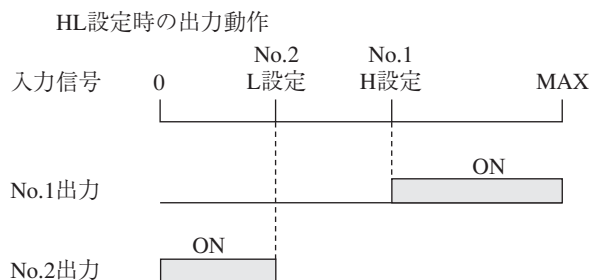 HL設定時の出力動作
No.2 No.1
入力信号 0 L設定 H設定 MAX
ON
No.1出力
ON
No.2出力